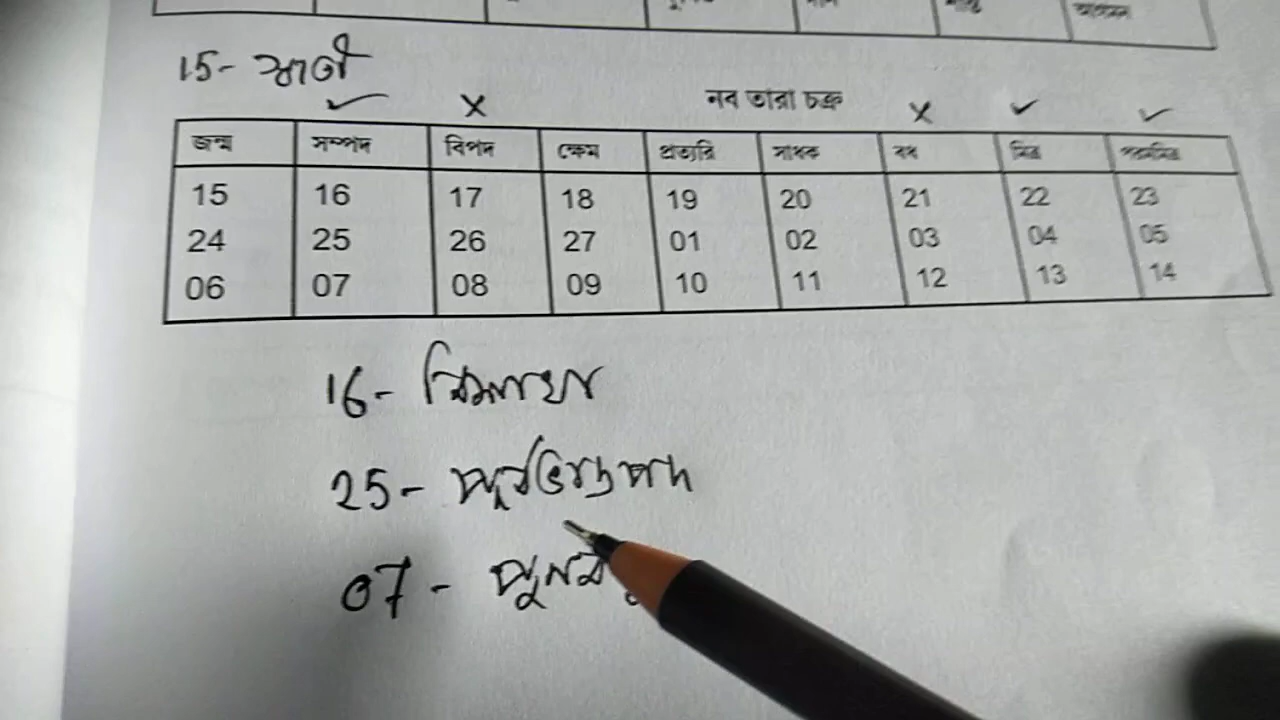 15- স্বাতী
নব তারা চক্র
জন্ম সম্পদ বিপদ ক্ষেম প্রত্যরি সাধক বধ মিত্র পরমমিত্র
15 16 17 18 19 20 21 22 23
24 25 26 27 01 02 03 04 05
06 07 08 09 10 11 12 13 14
16- বিশাখা
25- পূর্বভাদ্রপদ
07-